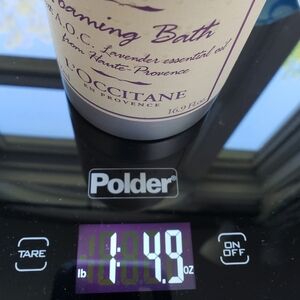 Foaming Bath
A.O.C. Lavender essential oil
from Haute-Provence
L'OCCITANE
EN PROVENCE
16.9 Fl.oz
Polder®
TARE
lb 1: 4.9 oz
ON
OFF